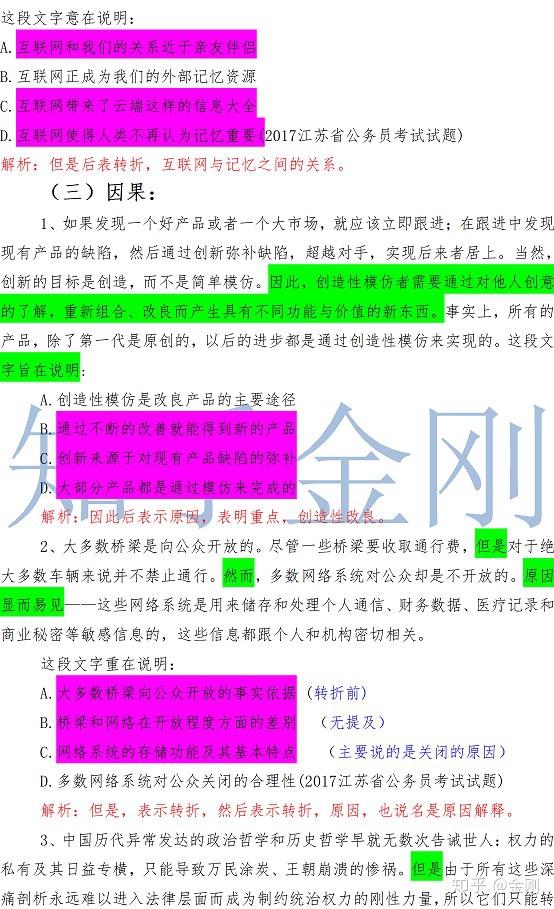 这段文字意在说明:
A.互联网和我们的关系近于亲友伴侣
B.互联网正成为我们的外部记忆资源
C.互联网带来了云端这样的信息大全
D.互联网使得人类不再认为记忆重要(2017江苏省公务员考试试题)
解析：但是后表转折，互联网与记忆之间的关系。
（三）因果：
1、如果发现一个好产品或者一个大市场，就应该立即跟进；在跟进中发现
现有产品的缺陷，然后通过创新弥补缺陷，超越对手，实现后来者居上。当然，
创新的目标是创造，而不是简单模仿。因此，创造性模仿者需要通过对他人创意
的了解，重新组合、改良而产生具有不同功能与价值的新东西。事实上，所有的
产品，除了第一代是原创的，以后的进步都是通过创造性模仿来实现的。这段文
字旨在说明:
A.创造性模仿是改良产品的主要途径
B.通过不断的改善就能得到新的产品
C.创新来源于对现有产品缺陷的弥补
D.大部分产品都是通过模仿来完成的
解析：因此后表示原因，表明重点，创造性改良。
2、大多数桥梁是向公众开放的。尽管一些桥梁要收取通行费，但是对于绝
大多数车辆来说并不禁止通行。然而，多数网络系统对公众却是不开放的。原因
显而易见——这些网络系统是用来储存和处理个人通信、财务数据、医疗记录和
商业秘密等敏感信息的，这些信息都跟个人和机构密切相关。
这段文字重在说明:
A.大多数桥梁向公众开放的事实依据 (转折前)
B.桥梁和网络在开放程度方面的差别 （无提及）
C.网络系统的存储功能及其基本特点 （主要说的是关闭的原因）
D.多数网络系统对公众关闭的合理性(2017江苏省公务员考试试题)
解析：但是，表示转折，然后表示转折，原因，也说名是原因解释。
3、中国历代异常发达的政治哲学和历史哲学早就无数次告诫世人：权力的
私有及其日益专横，只能导致万民涂炭、王朝崩溃的惨祸。但是由于所有这些深
痛剖析永远难以进入法律层面而成为制约统治权力的刚性力量，所以它们只能转
知乎金刚
知乎 @金刚